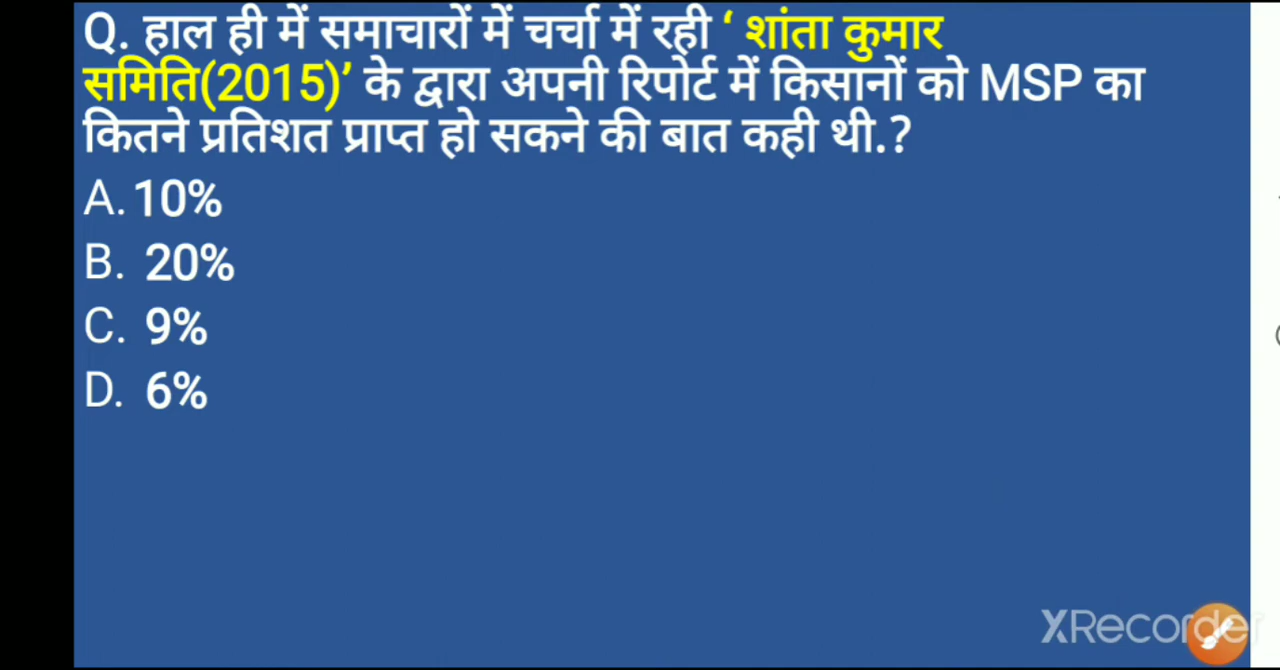 Q. हाल ही में समाचारों में चर्चा में रही ‘ शांता कुमार
समिति(2015)’ के द्वारा अपनी रिपोर्ट में किसानों को MSP का
कितने प्रतिशत प्राप्त हो सकने की बात कही थी.?
A. 10%
B. 20%
C. 9%
D. 6%
XRecorder